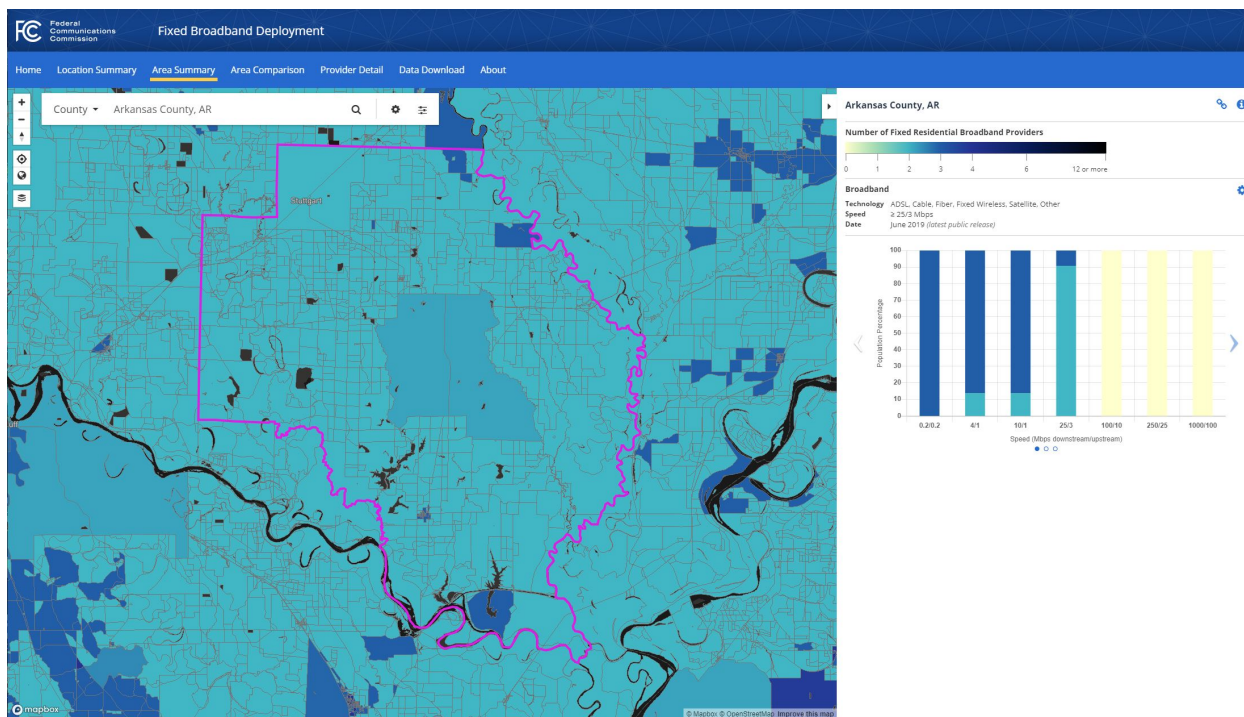 FC
Federal
Communications
Commission
Fixed Broadband Deployment
Home Location Summary Area Summary Area Comparison Provider Detail Data Download About
County Arkansas County, AR
Stuttgart
uff
mapbox
© Mapbox © OpenStreetMap Improve this map
Arkansas County, AR
Number of Fixed Residential Broadband Providers
0 1 2 3 4 6 12 or more
Broadband
Technology ADSL, Cable, Fiber, Fixed Wireless, Satellite, Other
Speed ≥ 25/3 Mbps
Date June 2019 (latest public release)
100
90
80
70
60
50
40
30
20
10
0
Population Percentage
0.2/0.2 4/1 10/1 25/3 100/10 250/25 1000/100
Speed (Mbps downstream/upstream)